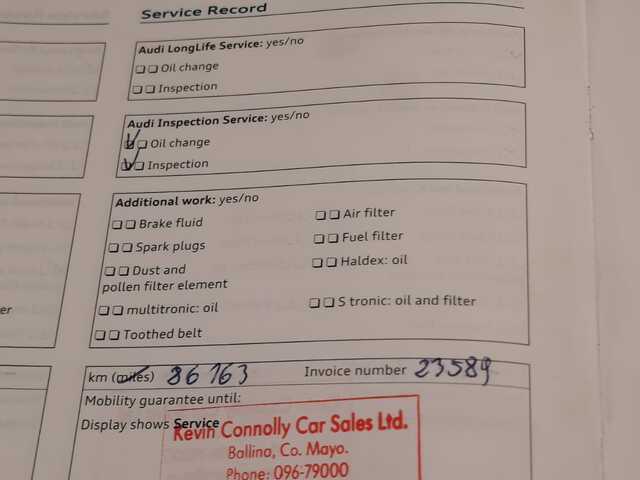 Service Record
Audi LongLife Service: yes/no
Oil change
Inspection
Audi Inspection Service: yes/no
Oil change
Inspection
Additional work: yes/no
Brake fluid
Air filter
Spark plugs
Fuel filter
Dust and
pollen filter element
Haldex: oil
multitronic: oil
S tronic: oil and filter
Toothed belt
er
km (miles) 86163 Invoice number 23589
Mobility guarantee until:
Display shows Service
Kevin Connolly Car Sales Ltd.
Ballina, Co. Mayo.
Phone: 096-79000